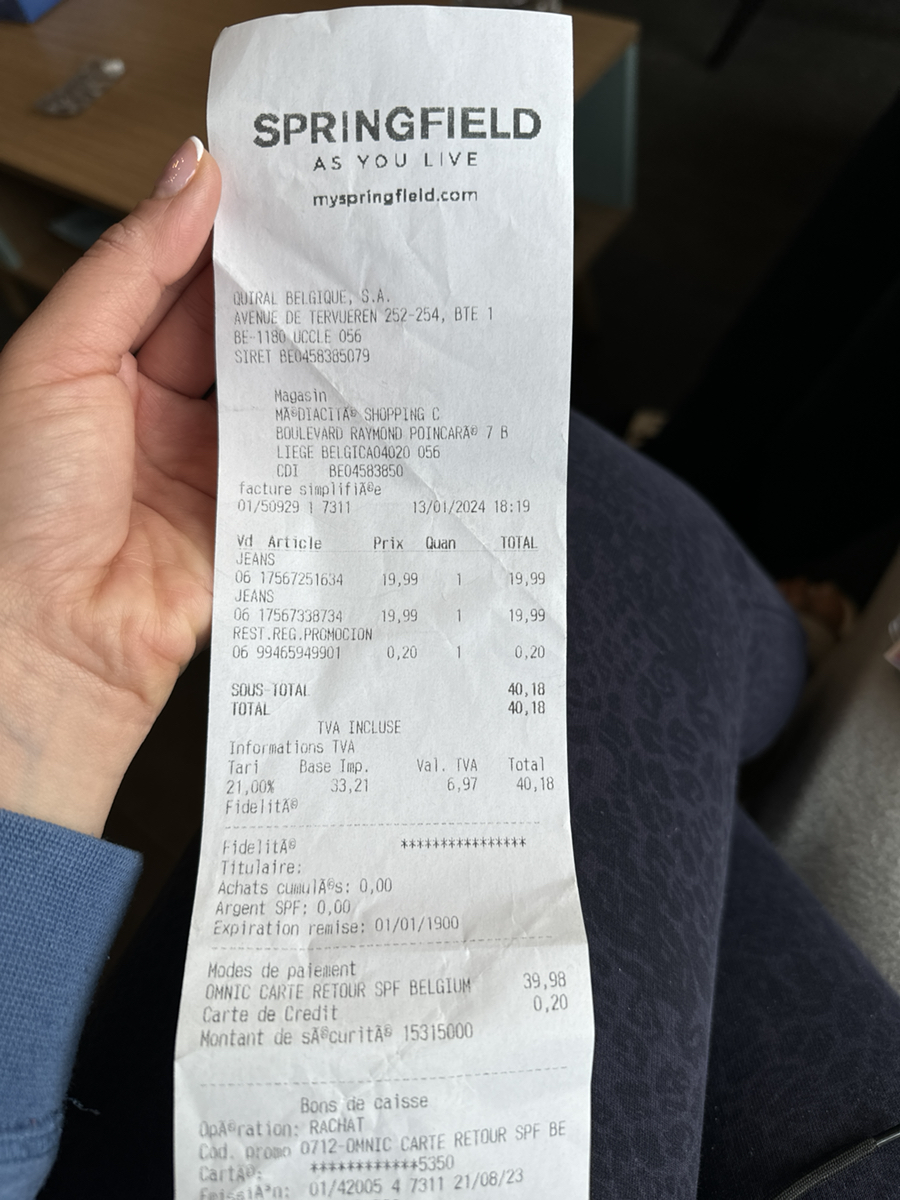 SPRINGFIELD
AS YOU LIVE
myspringfield.com
QUIRAL BELGIQUE, S.A.
AVENUE DE TERVUEREN 252-254, BTE 1
BE-1180 UCCLE 056
SIRET BE0458385079
Magasin
MÃ©DIACITÃ© SHOPPING C
BOULEVARD RAYMOND POINCARÃ© 7 B
LIEGE BELGICA04020 056
CDI BE04583850
facture simplifiÃ©e
01/50929 1 7311 13/01/2024 18:19
Vd Article Prix Quan TOTAL
JEANS
06 17567251634 19,99 1 19,99
JEANS
06 17567338734 19,99 1 19,99
REST.REG.PROMOCION
06 99465949901 0,20 1 0,20
SOUS-TOTAL 40,18
TOTAL 40,18
TVA INCLUSE
Informations TVA
Tari Base Imp. Val. TVA Total
21,00% 33,21 6,97 40,18
FidelitÃ©
FidelitÃ© ****************
Titulaire:
Achats cumulÃ©s: 0,00
Argent SPF: 0,00
Expiration remise: 01/01/1900
Modes de paiement
OMNIC CARTE RETOUR SPF BELGIUM 39,98
Carte de Credit 0,20
Montant de sÃ©curitÃ© 15315000
Bons de caisse
OpÃ©ration: RACHAT
Cod. promo 0712-OMNIC CARTE RETOUR SPF BE
CartÃ©: ************5350
EmissiÃ³n: 01/42005 4 7311 21/08/23